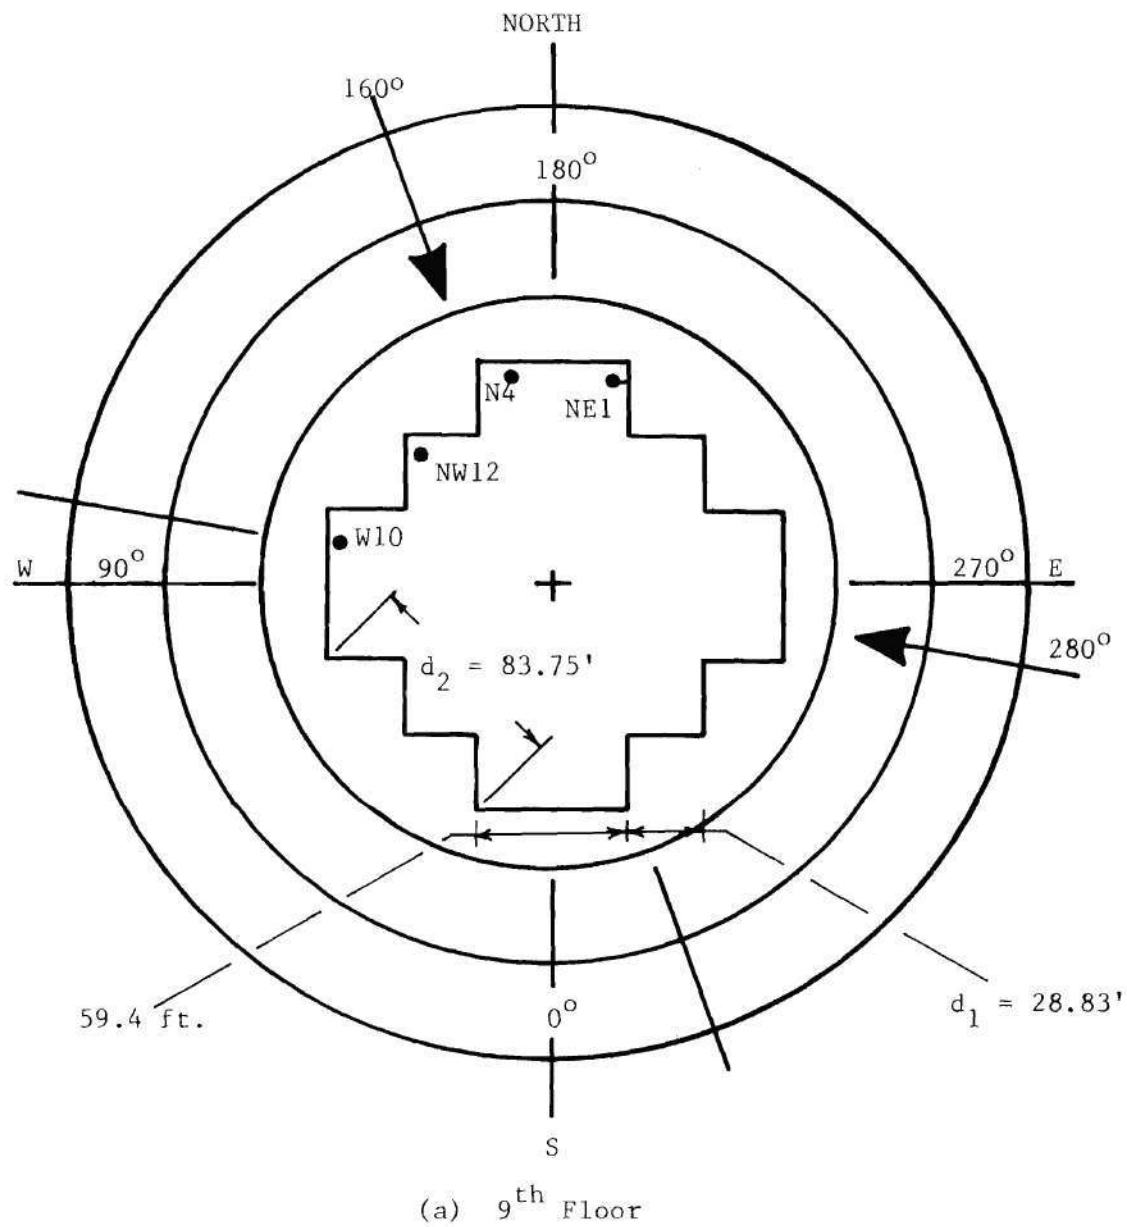 NORTH
160°
180°
N4
NE1
NW12
W10
W
90°
270°
E
280°
d₂ = 83.75'
59.4 ft.
0°
d₁ = 28.83'
S
(a) 9ᵗʰ Floor